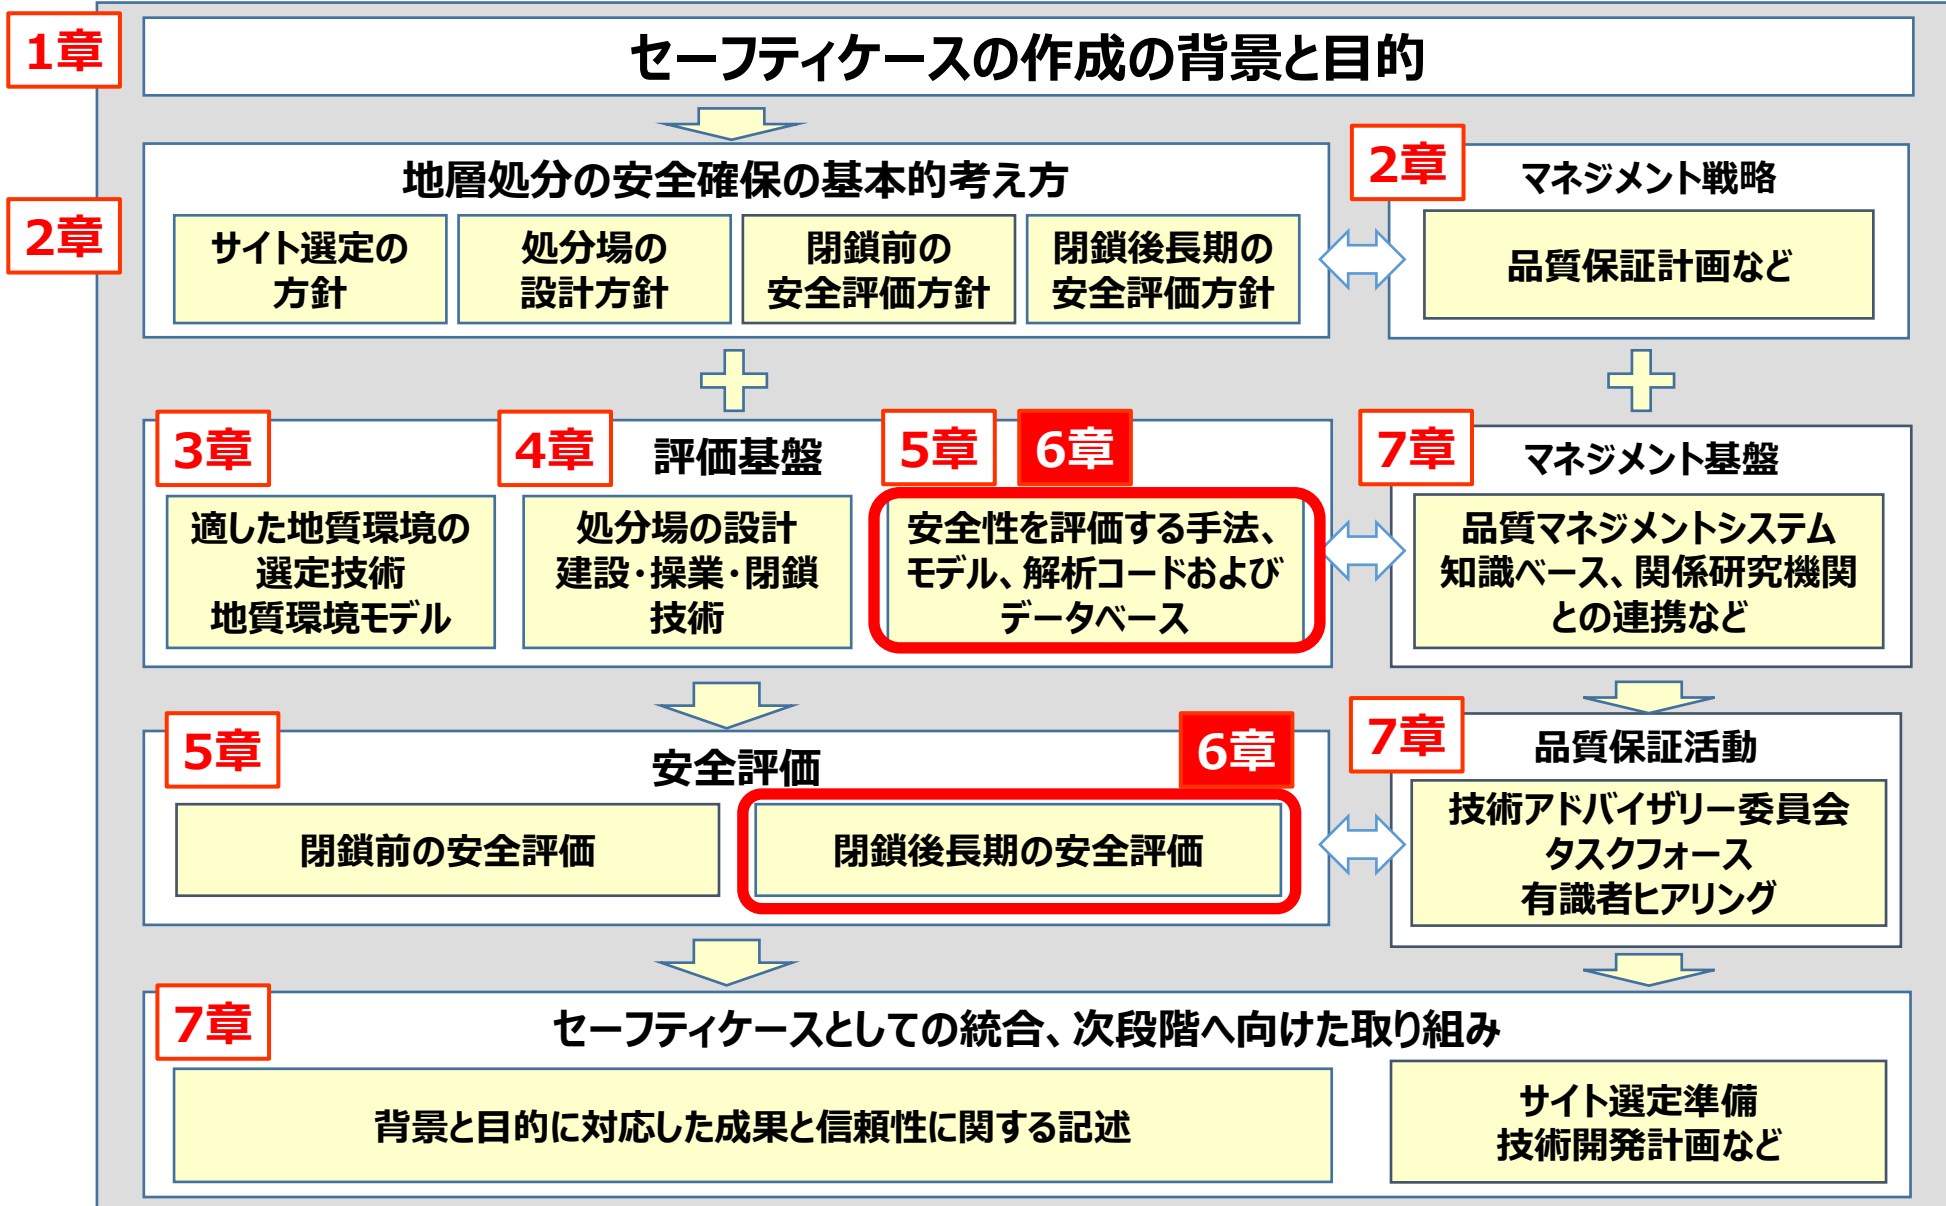 1章
セーフティケースの作成の背景と目的
2章
地層処分の安全確保の基本的考え方
サイト選定の
方針
処分場の
設計方針
閉鎖前の
安全評価方針
閉鎖後長期の
安全評価方針
2章
マネジメント戦略
品質保証計画など
3章
4章
評価基盤
5章
6章
適した地質環境の
選定技術
地質環境モデル
処分場の設計
建設・操業・閉鎖
技術
安全性を評価する手法、
モデル、解析コードおよび
データベース
7章
マネジメント基盤
品質マネジメントシステム
知識ベース、関係研究機関
との連携など
5章
安全評価
6章
閉鎖前の安全評価
閉鎖後長期の安全評価
7章
品質保証活動
技術アドバイザリー委員会
タスクフォース
有識者ヒアリング
7章
セーフティケースとしての統合、次段階へ向けた取り組み
背景と目的に対応した成果と信頼性に関する記述
サイト選定準備
技術開発計画など